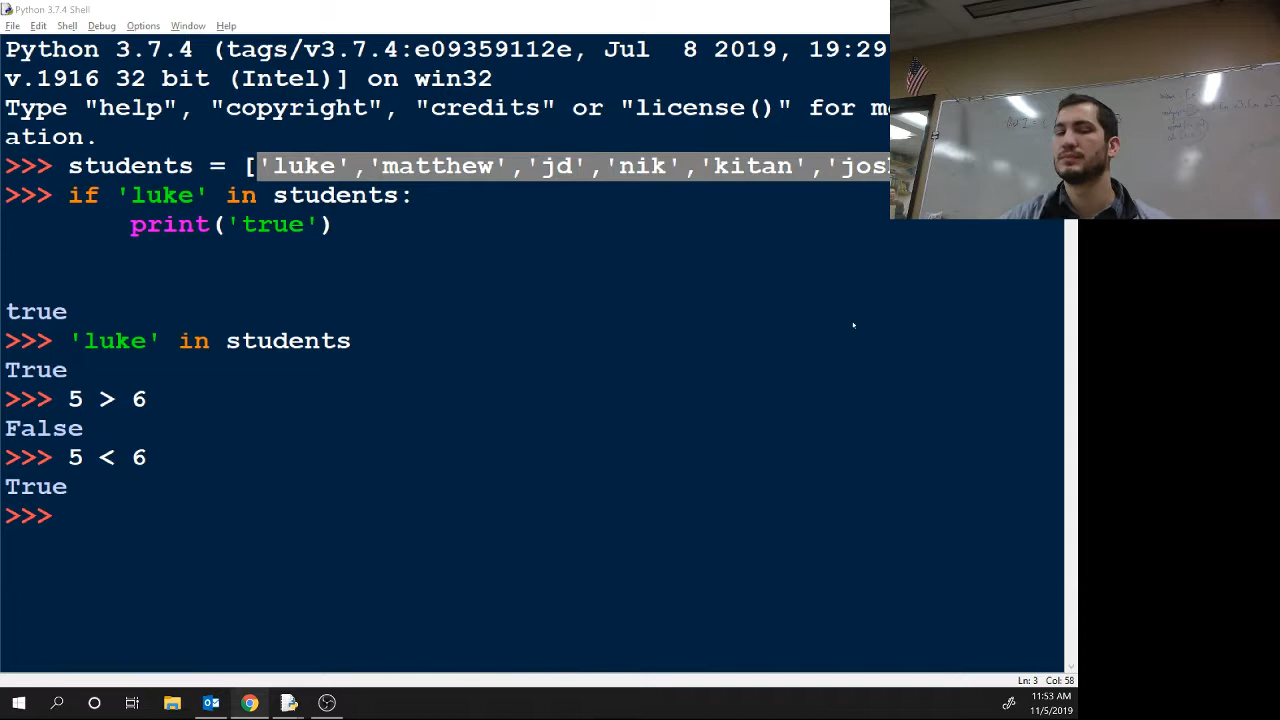 Python 3.7.4 Shell
File Edit Shell Debug Options Window Help
Python 3.7.4 (tags/v3.7.4:e09359112e, Jul 8 2019, 19:29
v.1916 32 bit (Intel)] on win32
Type "help", "copyright", "credits" or "license()" for mo
ation.
>>> students = ['luke','matthew','jd','nik','kitan','josh
>>> if 'luke' in students:
print('true')
true
>>> 'luke' in students
True
>>> 5 > 6
False
>>> 5 < 6
True
>>>
Ln: 3 Col: 58
11:53 AM
11/5/2019